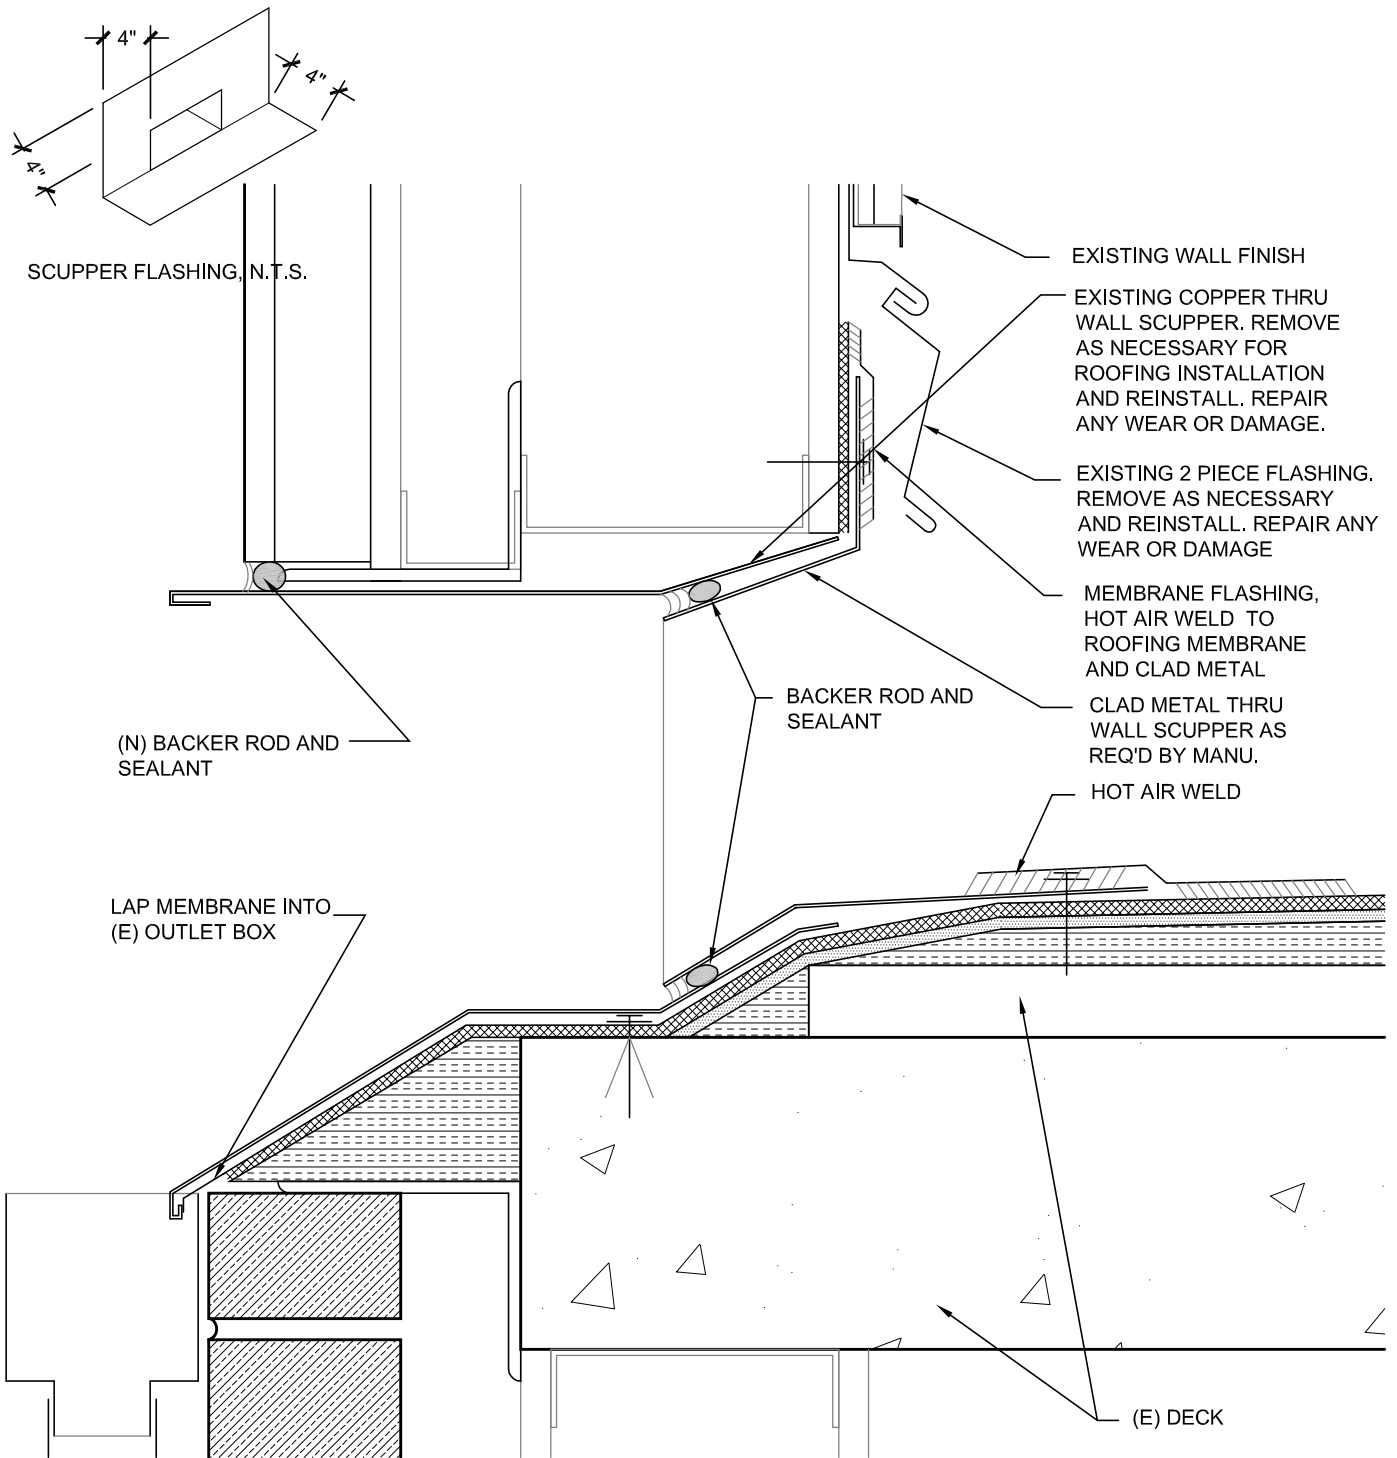 4"
4"
4"
SCUPPER FLASHING, N.T.S.
EXISTING WALL FINISH
EXISTING COPPER THRU
WALL SCUPPER. REMOVE
AS NECESSARY FOR
ROOFING INSTALLATION
AND REINSTALL. REPAIR
ANY WEAR OR DAMAGE.
EXISTING 2 PIECE FLASHING.
REMOVE AS NECESSARY
AND REINSTALL. REPAIR ANY
WEAR OR DAMAGE
MEMBRANE FLASHING,
HOT AIR WELD TO
ROOFING MEMBRANE
AND CLAD METAL
BACKER ROD AND
SEALANT
CLAD METAL THRU
WALL SCUPPER AS
REQ'D BY MANU.
(N) BACKER ROD AND
SEALANT
HOT AIR WELD
LAP MEMBRANE INTO
(E) OUTLET BOX
(E) DECK